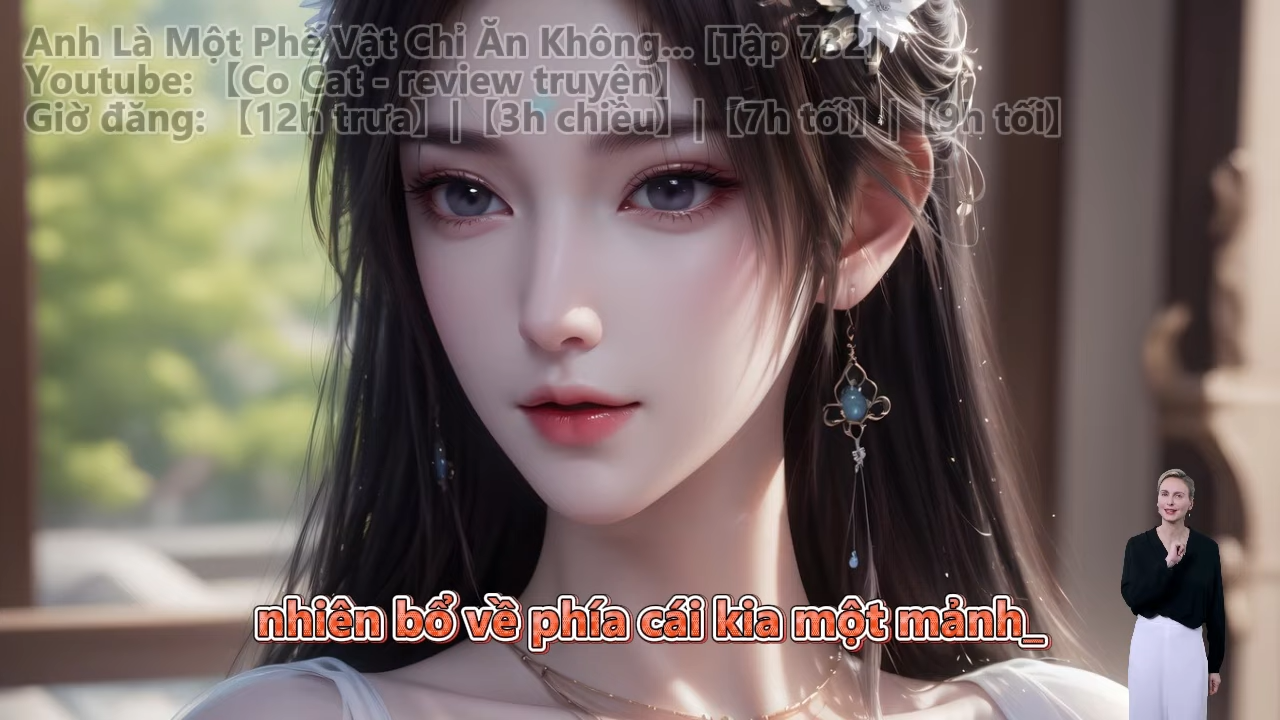 Anh Là Một Phế Vật Chỉ Ăn Không... [Tập 732]
Youtube: 【Co Cat - review truyện】
Giờ đăng: 【12h trưa】 | 【3h chiều】 | 【7h tối】 | 【9h tối】
nhiên bổ về phía cái kia một mảnh_